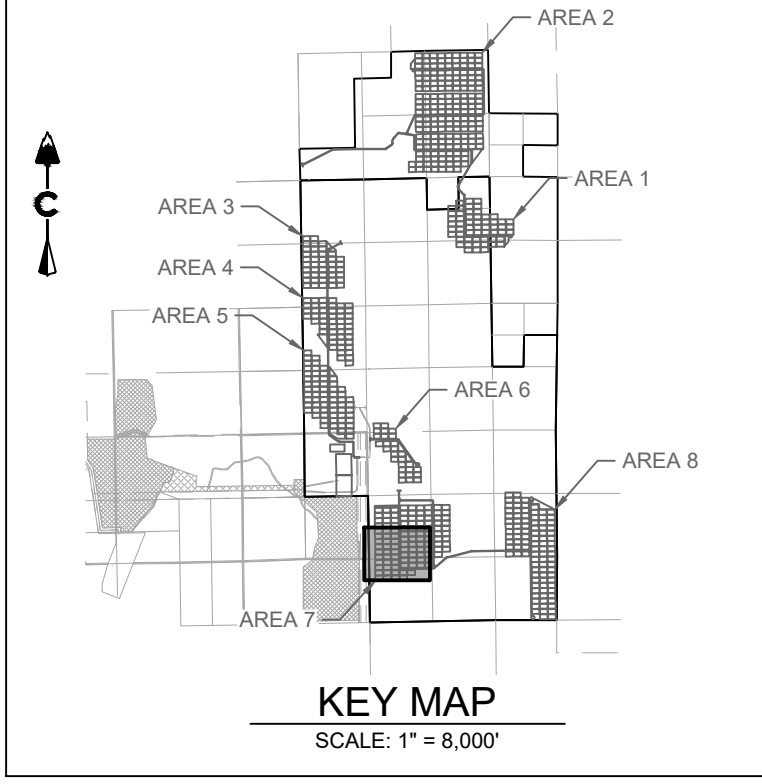 AREA 2
AREA 1
AREA 3
AREA 4
AREA 5
AREA 6
AREA 8
AREA 7
C
KEY MAP
SCALE: 1" = 8,000'